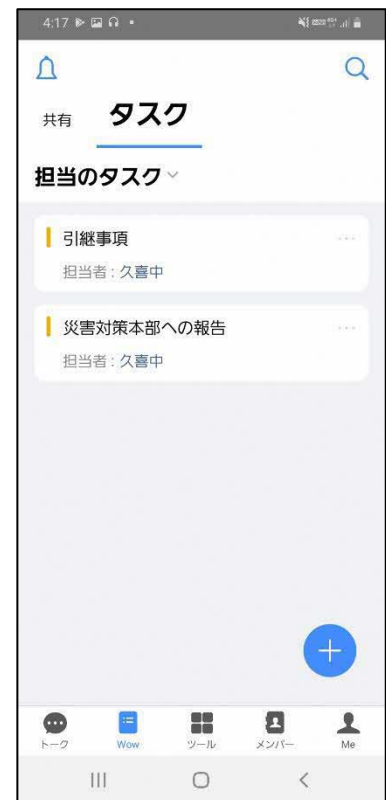 4:17
共有 タスク
担当のタスク
引継事項
担当者 : 久喜中
災害対策本部への報告
担当者 : 久喜中
トーク Wow ツール メンバー Me